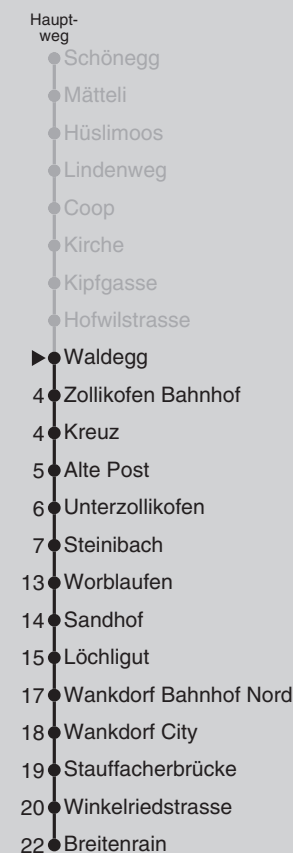 Haupt-
weg
Schönegg
Mätteli
Hüslimoos
Lindenweg
Coop
Kirche
Kipfgasse
Hofwilstrasse
Waldegg
4 Zollikofen Bahnhof
4 Kreuz
5 Alte Post
6 Unterzollikofen
7 Steinibach
13 Worblaufen
14 Sandhof
15 Löchligut
17 Wankdorf Bahnhof Nord
18 Wankdorf City
19 Stauffacherbrücke
20 Winkelriedstrasse
22 Breitenrain